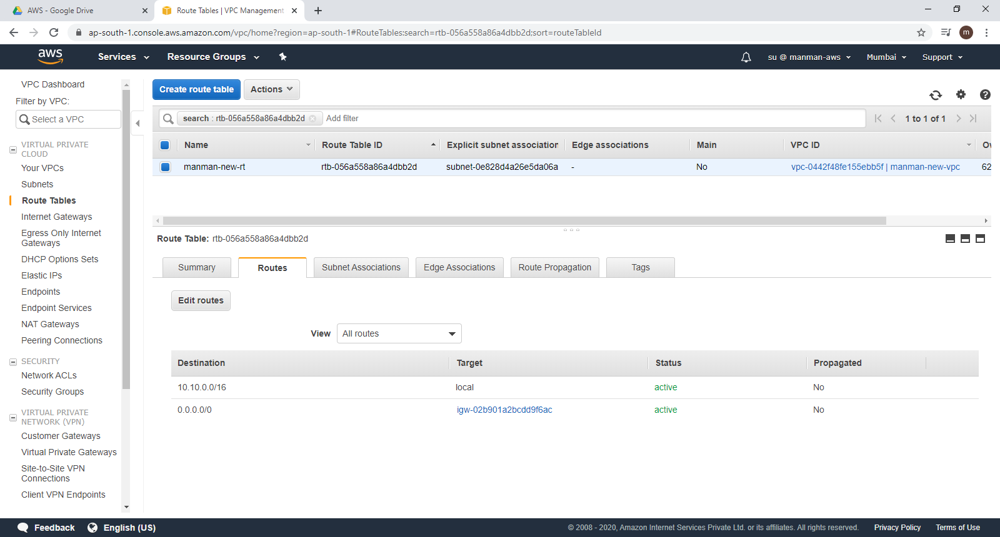 AWS - Google Drive
Route Tables | VPC Management
ap-south-1.console.aws.amazon.com/vpc/home?region=ap-south-1#RouteTables:search=rtb-056a558a86a4dbb2d;sort=routeTableId
m
aws
Services
Resource Groups
su @ manman-aws
Mumbai
Support
VPC Dashboard
Filter by VPC:
Select a VPC
VIRTUAL PRIVATE
CLOUD
Your VPCs
Subnets
Route Tables
Internet Gateways
Egress Only Internet
Gateways
DHCP Options Sets
Elastic IPs
Endpoints
Endpoint Services
NAT Gateways
Peering Connections
SECURITY
Network ACLs
Security Groups
VIRTUAL PRIVATE
NETWORK (VPN)
Customer Gateways
Virtual Private Gateways
Site-to-Site VPN
Connections
Client VPN Endpoints
Create route table
Actions
search : rtb-056a558a86a4dbb2d
Add filter
1 to 1 of 1
Name Route Table ID Explicit subnet association Edge associations Main VPC ID
manman-new-rt rtb-056a558a86a4dbb2d subnet-0e828d4a26e5da06a - No vpc-0442f48fe155ebb5f | manman-new-vpc 62
Route Table: rtb-056a558a86a4dbb2d
Summary
Routes
Subnet Associations
Edge Associations
Route Propagation
Tags
Edit routes
View All routes
Destination Target Status Propagated
10.10.0.0/16 local active No
0.0.0.0/0 igw-02b901a2bcdd9f6ac active No
Feedback
English (US)
© 2008 - 2020, Amazon Internet Services Private Ltd. or its affiliates. All rights reserved.
Privacy Policy
Terms of Use